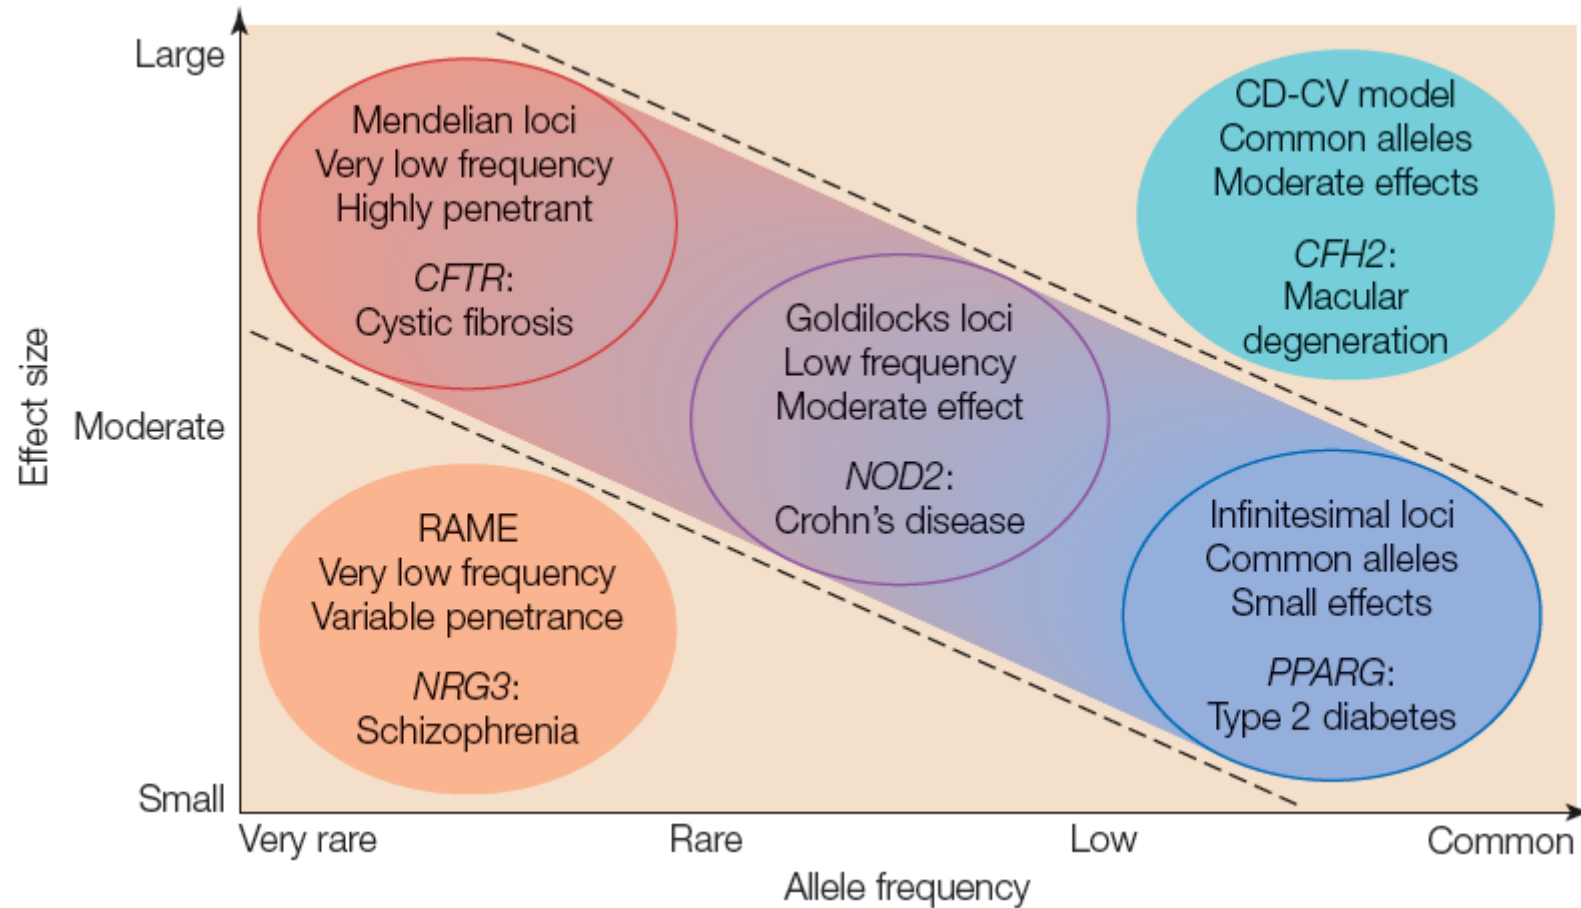 Large
Moderate
Small
Effect size
Mendelian loci
Very low frequency
Highly penetrant
CFTR:
Cystic fibrosis
CD-CV model
Common alleles
Moderate effects
CFH2:
Macular
degeneration
Goldilocks loci
Low frequency
Moderate effect
NOD2:
Crohn’s disease
RAME
Very low frequency
Variable penetrance
NRG3:
Schizophrenia
Infinitesimal loci
Common alleles
Small effects
PPARG:
Type 2 diabetes
Very rare
Rare
Low
Common
Allele frequency